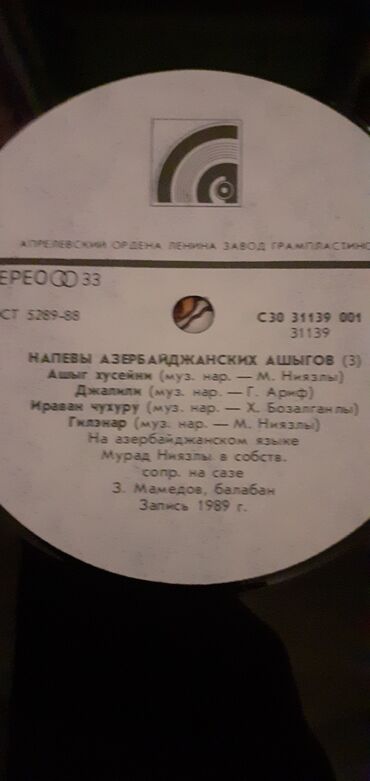 АПРЕЛЕВСКИЙ ОРДЕНА ЛЕНИНА ЗАВОД ГРАМПЛАСТИНО
ЕРЕО 33
СТ 5289-88
С30 31139 001
31139
НАПЕВЫ АЗЕРБАЙДЖАНСКИХ АШЫГОВ (3)
Ашыг хусейни (муз. нар. — М. Ниязлы)
Джалили (муз. нар. — Г. Ариф)
Ираван чухуру (муз. нар. — Х. Бозалганлы)
Гилэнар (муз. нар. — М. Ниязлы)
На азербайджанском языке
Мурад Ниязлы в собств.
сопр. на сазе
З. Мамедов, балабан
Запись 1989 г.